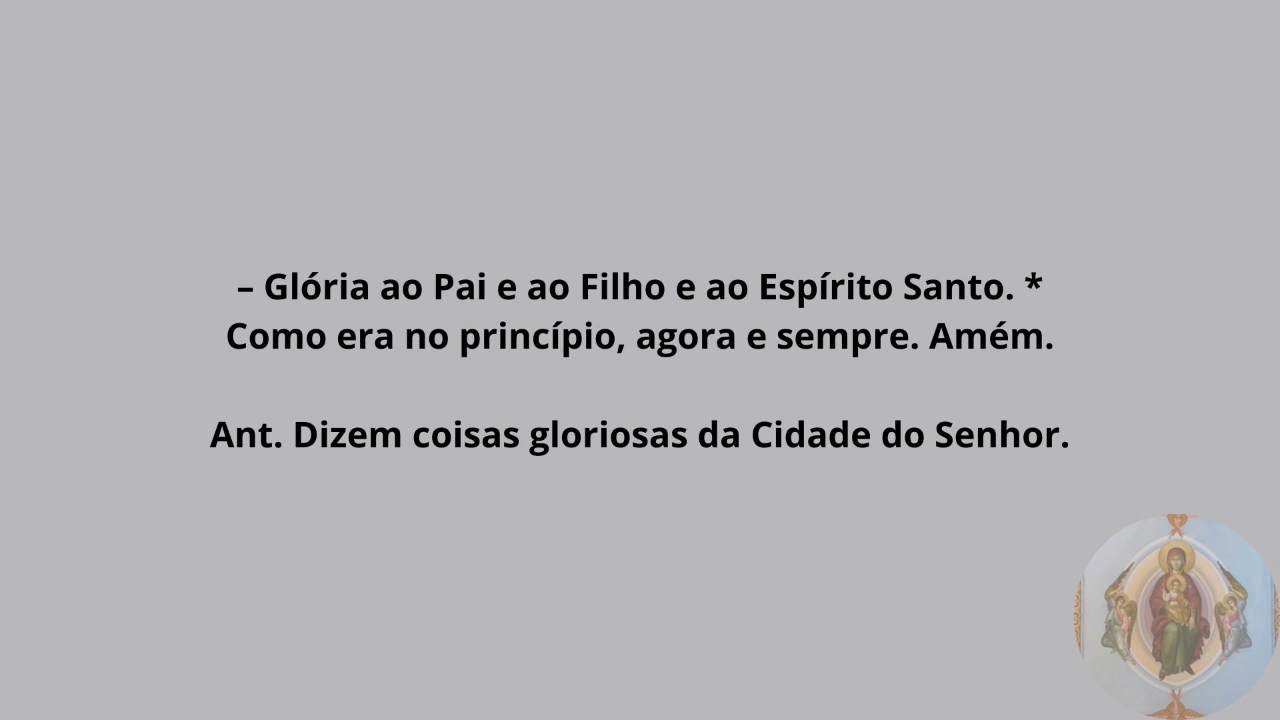 – Glória ao Pai e ao Filho e ao Espírito Santo. *
Como era no princípio, agora e sempre. Amém.
Ant. Dizem coisas gloriosas da Cidade do Senhor.